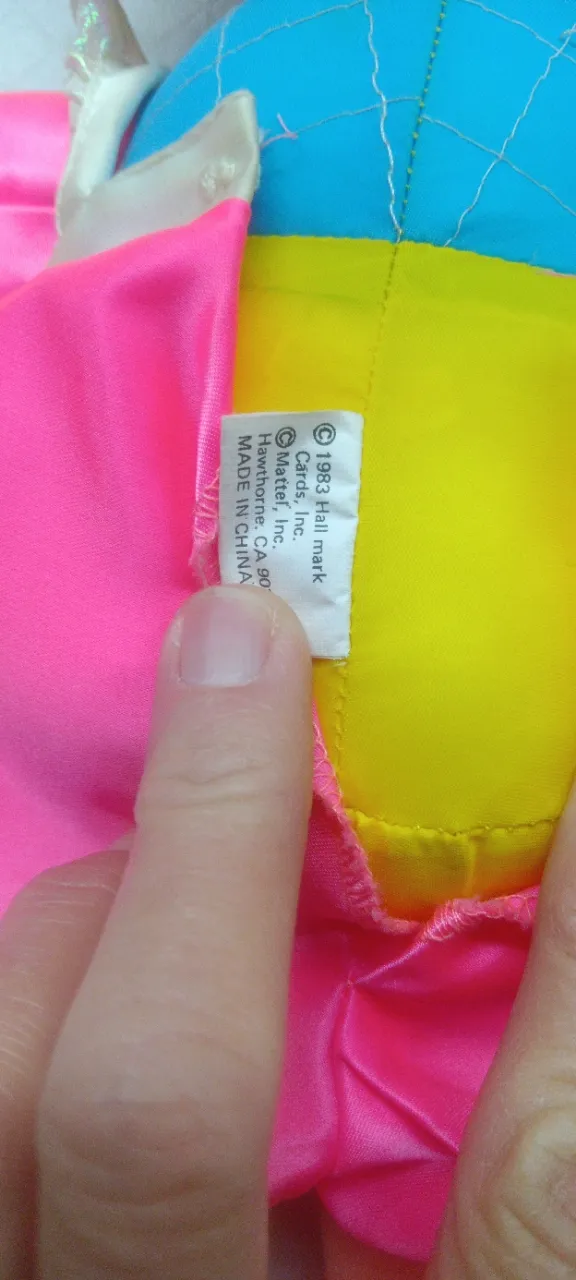 © 1983 Hall mark
Cards, Inc.
© Mattel, Inc.
Hawthorne. CA
MADE IN CHINA